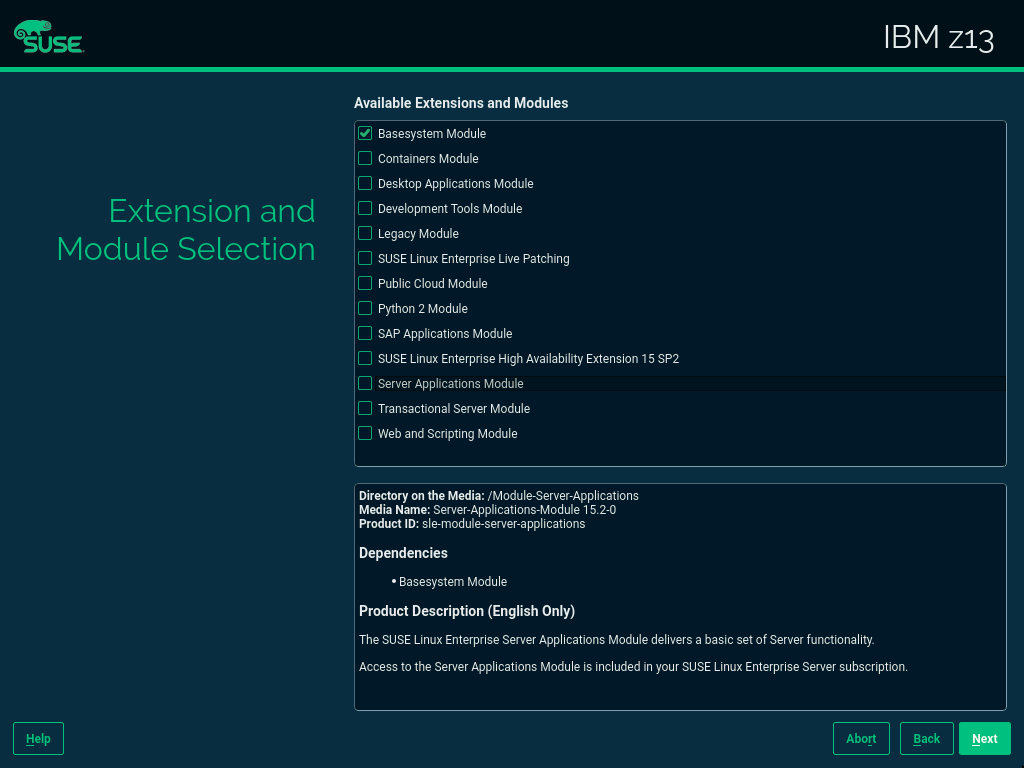 SUSE
IBM z13
Extension and
Module Selection
Available Extensions and Modules
Basesystem Module
Containers Module
Desktop Applications Module
Development Tools Module
Legacy Module
SUSE Linux Enterprise Live Patching
Public Cloud Module
Python 2 Module
SAP Applications Module
SUSE Linux Enterprise High Availability Extension 15 SP2
Server Applications Module
Transactional Server Module
Web and Scripting Module
Directory on the Media: /Module-Server-Applications
Media Name: Server-Applications-Module 15.2-0
Product ID: sle-module-server-applications
Dependencies
• Basesystem Module
Product Description (English Only)
The SUSE Linux Enterprise Server Applications Module delivers a basic set of Server functionality.
Access to the Server Applications Module is included in your SUSE Linux Enterprise Server subscription.
Help
Abort
Back
Next